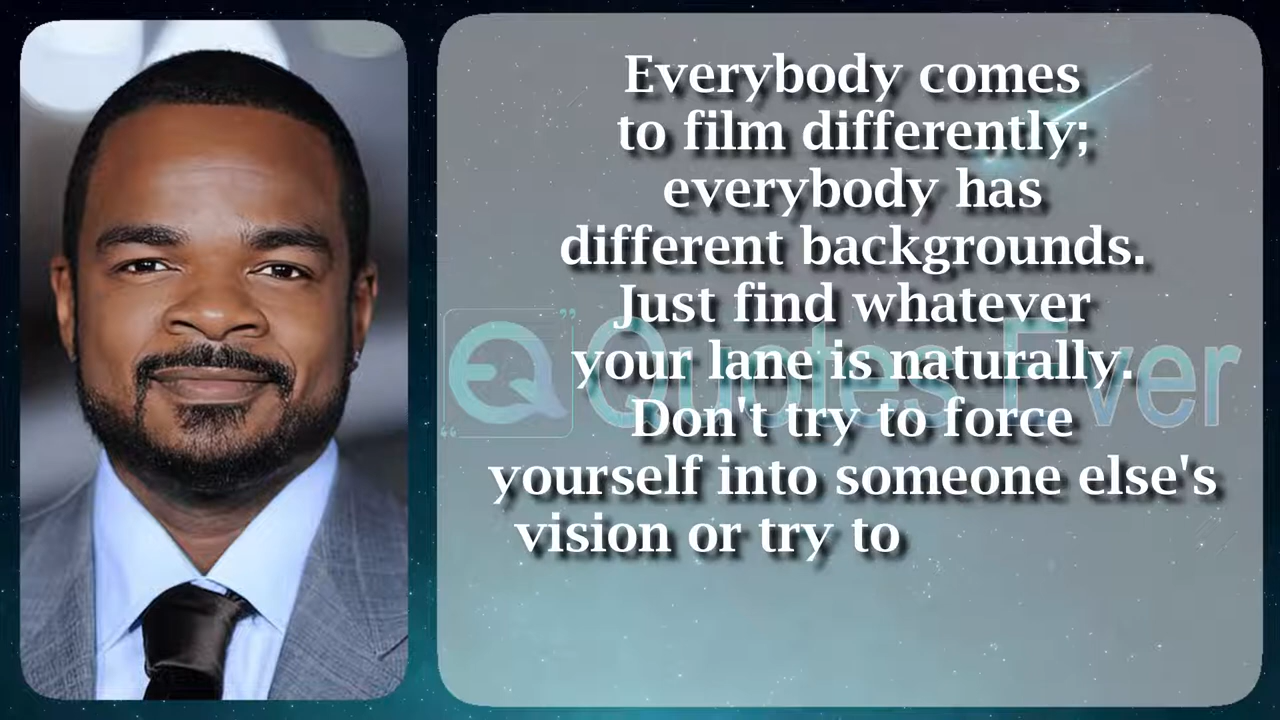 Everybody comes
to film differently;
everybody has
different backgrounds.
Just find whatever
your lane is naturally.
Don't try to force
yourself into someone else's
vision or try to
EQ Quotes Ever